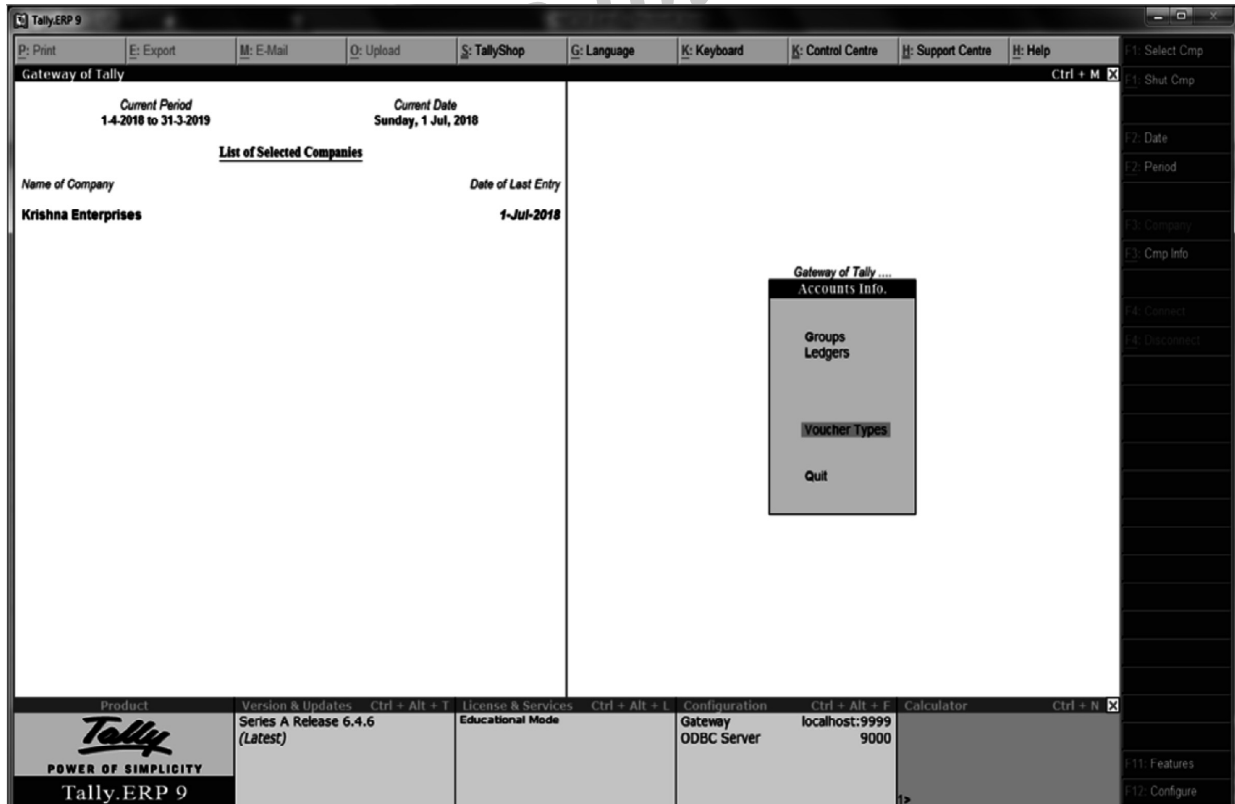 Tally.ERP 9
P: Print E: Export M: E-Mail O: Upload S: TallyShop G: Language K: Keyboard K: Control Centre H: Support Centre H: Help
F1: Select Cmp
Gateway of Tally Ctrl + M X
F1: Shut Cmp
Current Period Current Date
1-4-2018 to 31-3-2019 Sunday, 1 Jul, 2018
F2: Date
List of Selected Companies
F2: Period
Name of Company Date of Last Entry
Krishna Enterprises 1-Jul-2018
F3: Company
F3: Cmp Info
Gateway of Tally ....
Accounts Info.
F4: Connect
Groups
F4: Disconnect
Ledgers
Voucher Types
Quit
Product Version & Updates Ctrl + Alt + T License & Services Ctrl + Alt + L Configuration Ctrl + Alt + F Calculator Ctrl + N X
Series A Release 6.4.6 Educational Mode Gateway localhost:9999
Tally (Latest) ODBC Server 9000
POWER OF SIMPLICITY
F11: Features
Tally.ERP 9
F12: Configure
1>